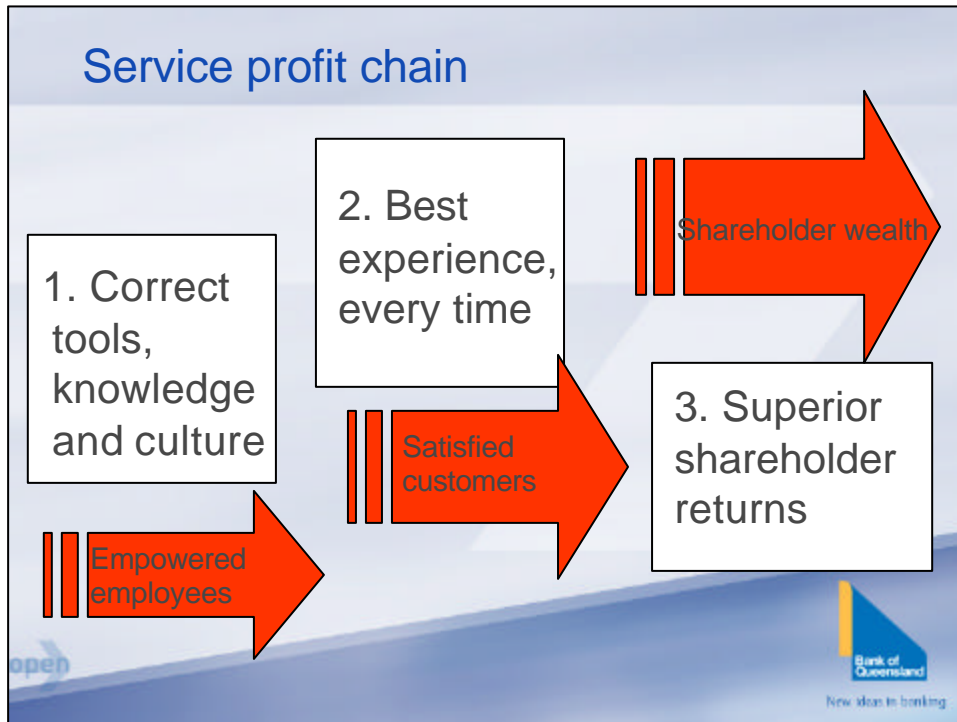 Service profit chain
1. Correct
tools,
knowledge
and culture
Empowered
employees
2. Best
experience,
every time
Satisfied
customers
Shareholder wealth
3. Superior
shareholder
returns
open
Bank of
Queensland
New ideas in banking